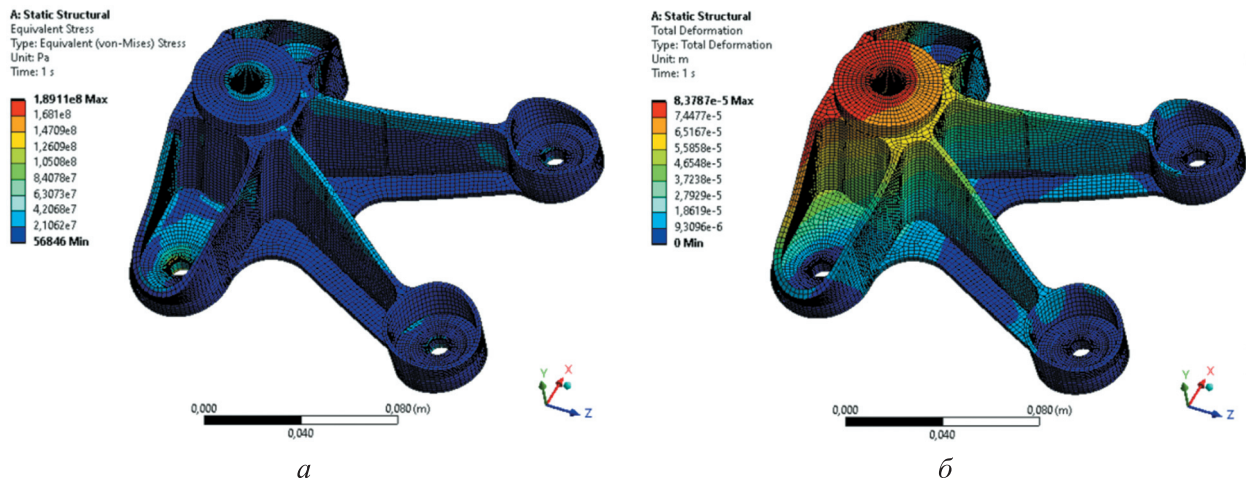 A: Static Structural
Equivalent Stress
Type: Equivalent (von-Mises) Stress
Unit: Pa
Time: 1 s
1,8911e8 Max
1,681e8
1,4709e8
1,2609e8
1,0508e8
8,4078e7
6,3073e7
4,2068e7
2,1062e7
56846 Min
0,000
0,080 (m)
0,040
Y
X
Z
а
A: Static Structural
Total Deformation
Type: Total Deformation
Unit: m
Time: 1 s
8,3787e-5 Max
7,4477e-5
6,5167e-5
5,5858e-5
4,6548e-5
3,7238e-5
2,7929e-5
1,8619e-5
9,3096e-6
0 Min
0,000
0,080 (m)
0,040
Y
X
Z
б